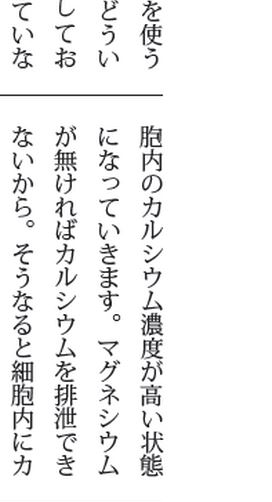 を使う
どうい
してお
ていな
胞内のカルシウム濃度が高い状態
になっていきます。マグネシウム
が無ければカルシウムを排泄でき
ないから。そうなると細胞内にカ